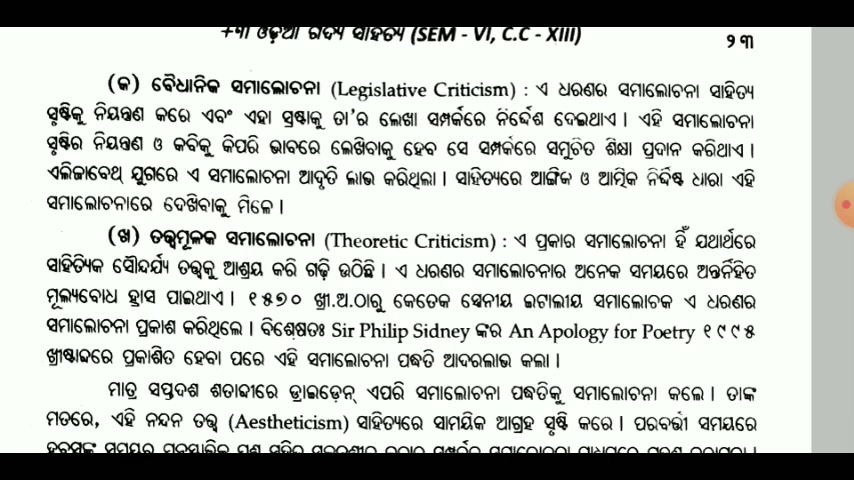 +୩ ଓଡ଼ିଆ ଗଦ୍ୟ ସାହିତ୍ୟ (SEM - VI, C.C - XIII)
୨୩
(କ) ବୈଧାନିକ ସମାଲୋଚନା (Legislative Criticism) : ଏ ଧରଣର ସମାଲୋଚନା ସାହିତ୍ୟ
ସୃଷ୍ଟିକୁ ନିୟନ୍ତ୍ରଣ କରେ ଏବଂ ଏହା ସ୍ରଷ୍ଟାକୁ ତା'ର ଲେଖା ସମ୍ପର୍କରେ ନିର୍ଦ୍ଦେଶ ଦେଇଥାଏ । ଏହି ସମାଲୋଚନା
ସୃଷ୍ଟିର ନିୟନ୍ତ୍ରଣ ଓ କବିକୁ କିପରି ଭାବରେ ଲେଖିବାକୁ ହେବ ସେ ସମ୍ପର୍କରେ ସମୁଚିତ ଶିକ୍ଷା ପ୍ରଦାନ କରିଥାଏ ।
ଏଲିଜାବେଥ୍ ଯୁଗରେ ଏ ସମାଲୋଚନା ଆଦୃତି ଲାଭ କରିଥିଲା । ସାହିତ୍ୟରେ ଆଙ୍ଗିକ ଓ ଆତ୍ମିକ ନିର୍ଦ୍ଦିଷ୍ଟ ଧାରା ଏହି
ସମାଲୋଚନାରେ ଦେଖିବାକୁ ମିଳେ ।
(ଖ) ତତ୍ତ୍ୱମୂଳକ ସମାଲୋଚନା (Theoretic Criticism) : ଏ ପ୍ରକାର ସମାଲୋଚନା ହିଁ ଯଥାର୍ଥରେ
ସାହିତ୍ୟିକ ସୌନ୍ଦର୍ଯ୍ୟ ତତ୍ତ୍ୱକୁ ଆଶ୍ରୟ କରି ଗଢ଼ି ଉଠିଛି । ଏ ଧରଣର ସମାଲୋଚନାର ଅନେକ ସମୟରେ ଅନ୍ତର୍ନିହିତ
ମୂଲ୍ୟବୋଧ ହ୍ରାସ ପାଇଥାଏ । ୧୫୭୦ ଖ୍ରୀ.ଅ.ଠାରୁ କେତେକ ସ୍ପେନୀୟ ଇଟାଲୀୟ ସମାଲୋଚକ ଏ ଧରଣର
ସମାଲୋଚନା ପ୍ରକାଶ କରିଥିଲେ । ବିଶେଷତଃ Sir Philip Sidney ଙ୍କର An Apology for Poetry ୧୯୯୫
ଖ୍ରୀଷ୍ଟାବ୍ଦରେ ପ୍ରକାଶିତ ହେବା ପରେ ଏହି ସମାଲୋଚନା ପଦ୍ଧତି ଆଦରଲାଭ କଲା ।
ମାତ୍ର ସପ୍ତଦଶ ଶତାବ୍ଦୀରେ ଡ୍ରାଇଡ଼େନ୍ ଏପରି ସମାଲୋଚନା ପଦ୍ଧତିକୁ ସମାଲୋଚନା କଲେ । ତାଙ୍କ
ମତରେ, ଏହି ନନ୍ଦନ ତତ୍ତ୍ୱ (Aestheticism) ସାହିତ୍ୟରେ ସାମୟିକ ଆଗ୍ରହ ସୃଷ୍ଟି କରେ । ପରବର୍ତ୍ତୀ ସମୟରେ